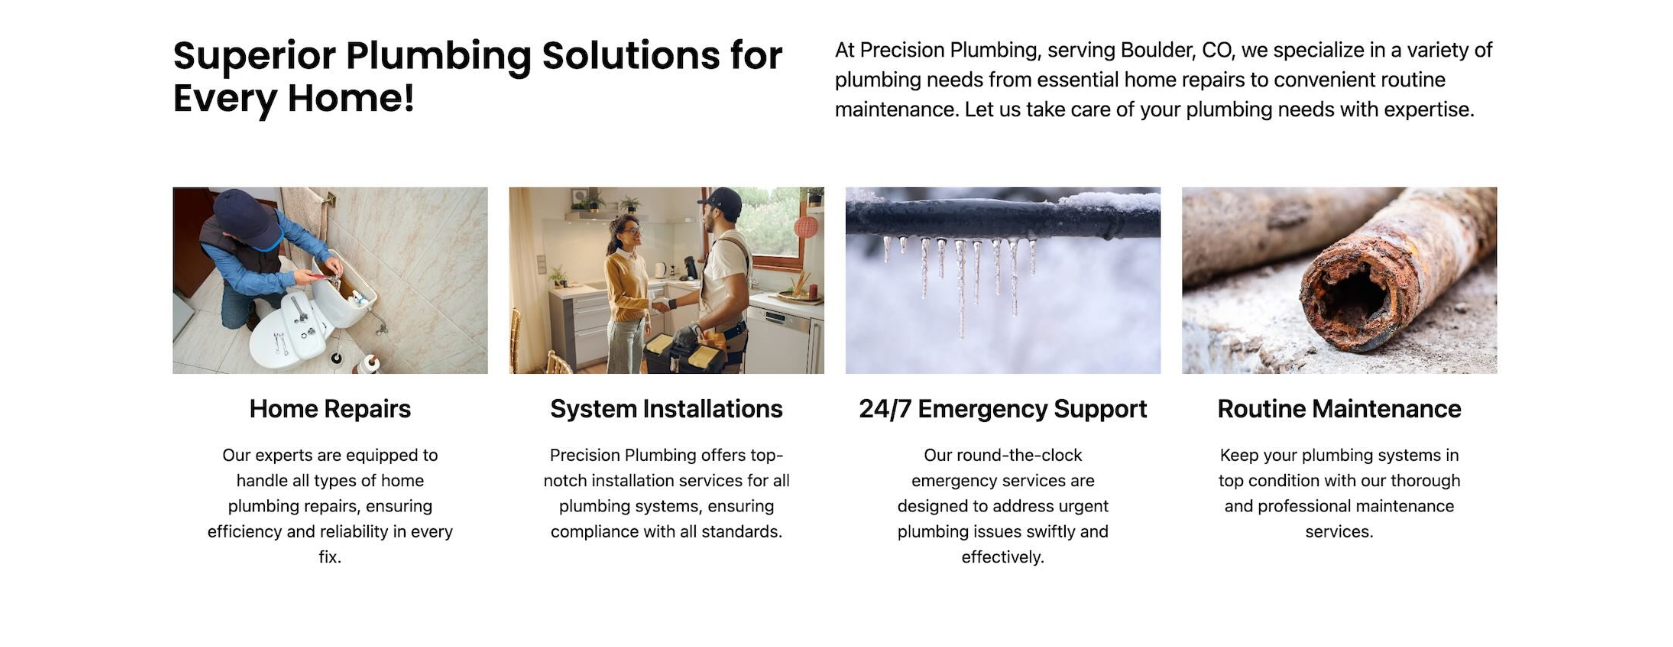 Superior Plumbing Solutions for
Every Home!
At Precision Plumbing, serving Boulder, CO, we specialize in a variety of
plumbing needs from essential home repairs to convenient routine
maintenance. Let us take care of your plumbing needs with expertise.
Home Repairs
Our experts are equipped to
handle all types of home
plumbing repairs, ensuring
efficiency and reliability in every
fix.
System Installations
Precision Plumbing offers top-
notch installation services for all
plumbing systems, ensuring
compliance with all standards.
24/7 Emergency Support
Our round-the-clock
emergency services are
designed to address urgent
plumbing issues swiftly and
effectively.
Routine Maintenance
Keep your plumbing systems in
top condition with our thorough
and professional maintenance
services.